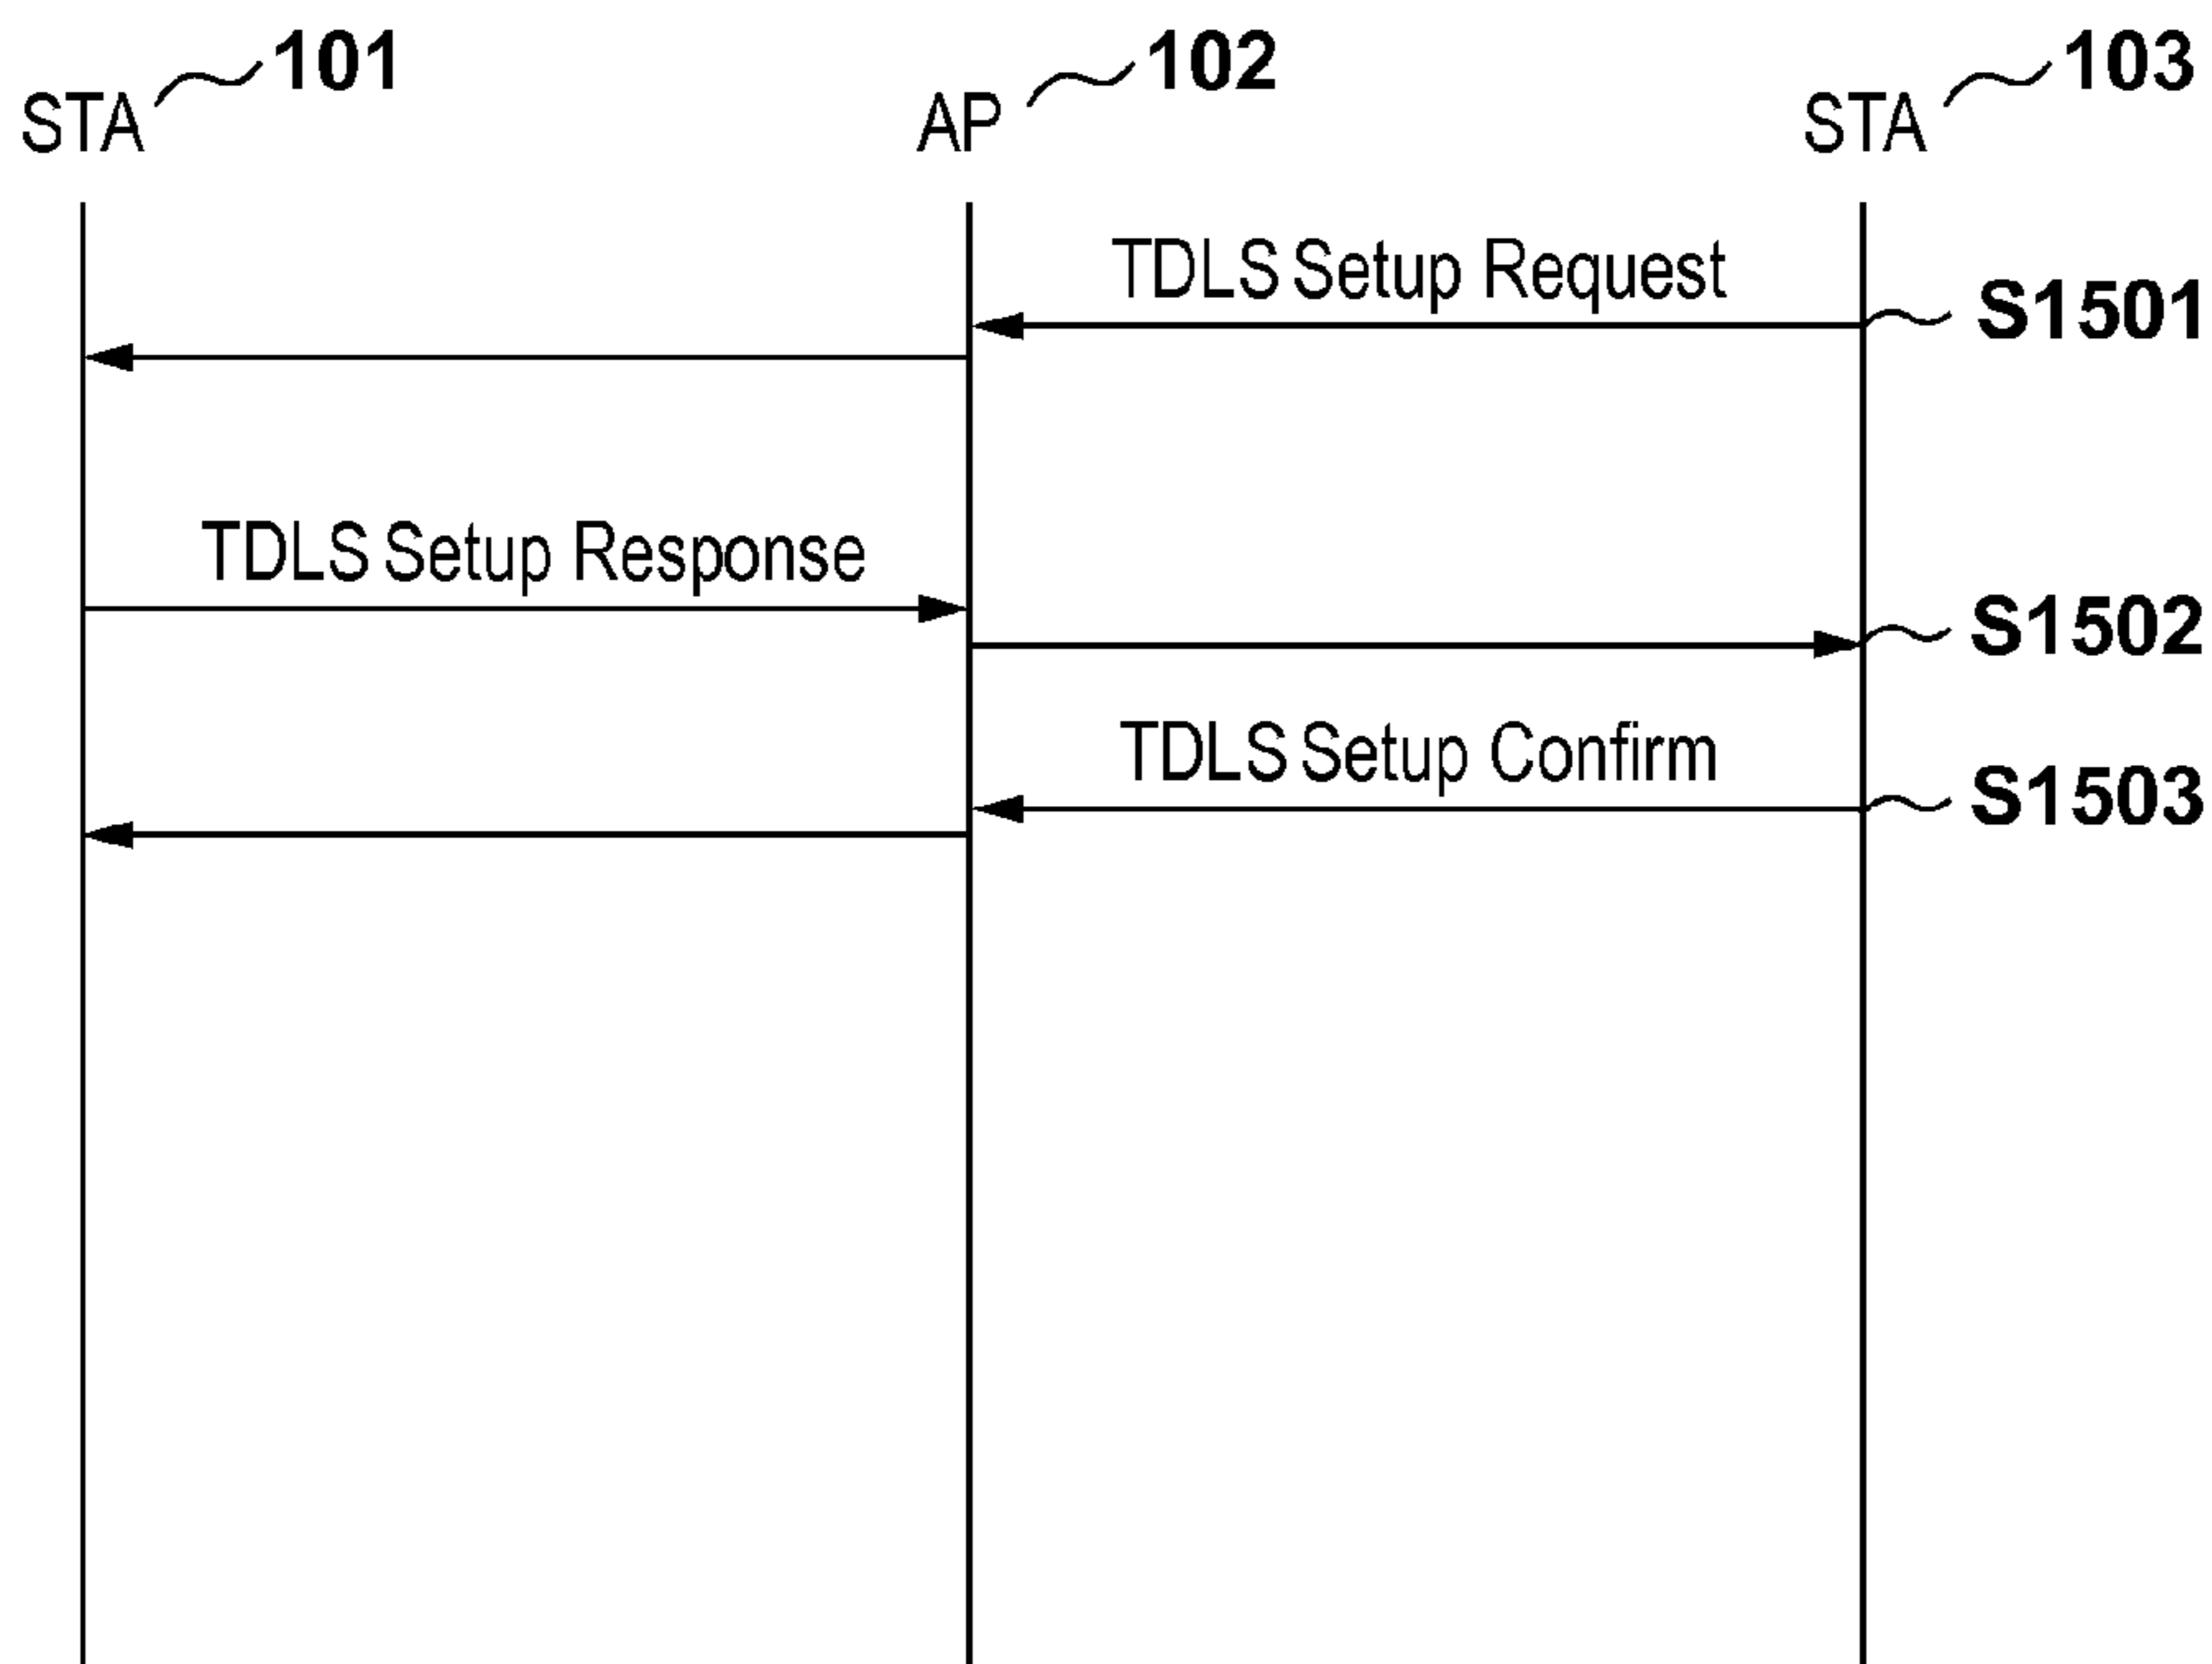 101
102
103
STA
AP
STA
TDLS Setup Request
S1501
TDLS Setup Response
S1502
TDLS Setup Confirm
S1503